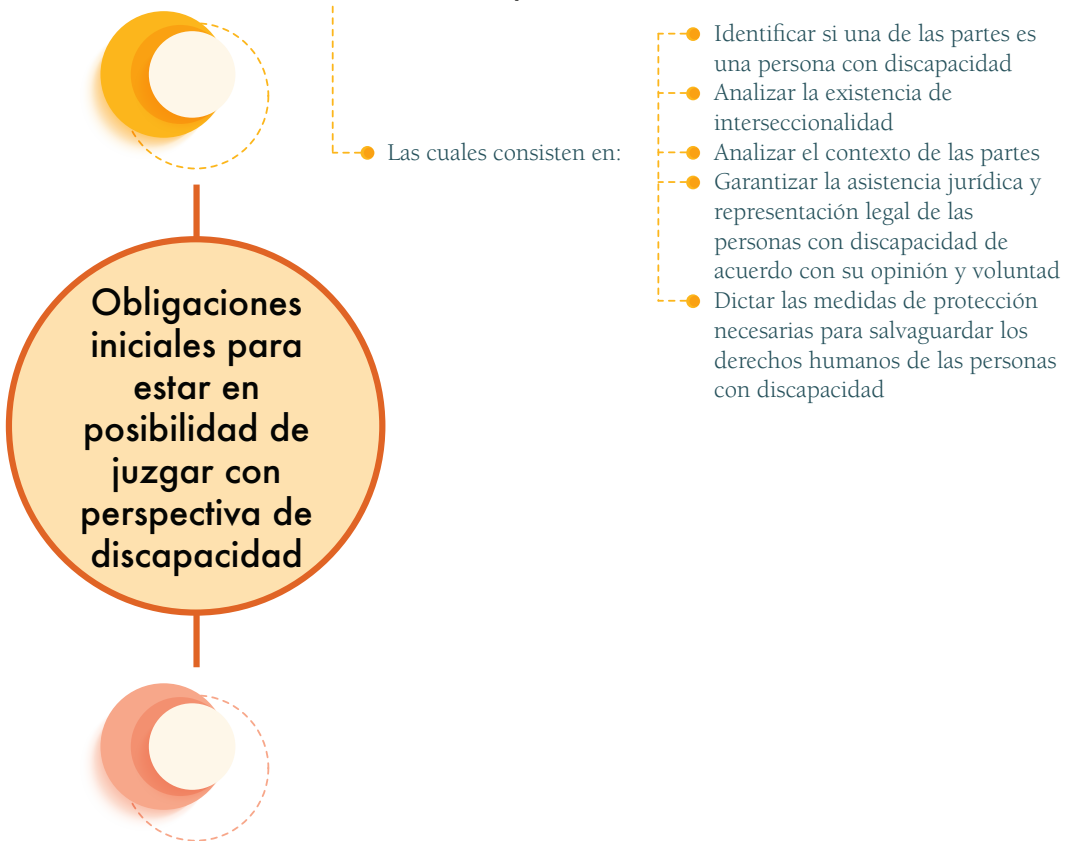 Obligaciones
iniciales para
estar en
posibilidad de
juzgar con
perspectiva de
discapacidad
Las cuales consisten en:
Identificar si una de las partes es
una persona con discapacidad
Analizar la existencia de
interseccionalidad
Analizar el contexto de las partes
Garantizar la asistencia jurídica y
representación legal de las
personas con discapacidad de
acuerdo con su opinión y voluntad
Dictar las medidas de protección
necesarias para salvaguardar los
derechos humanos de las personas
con discapacidad